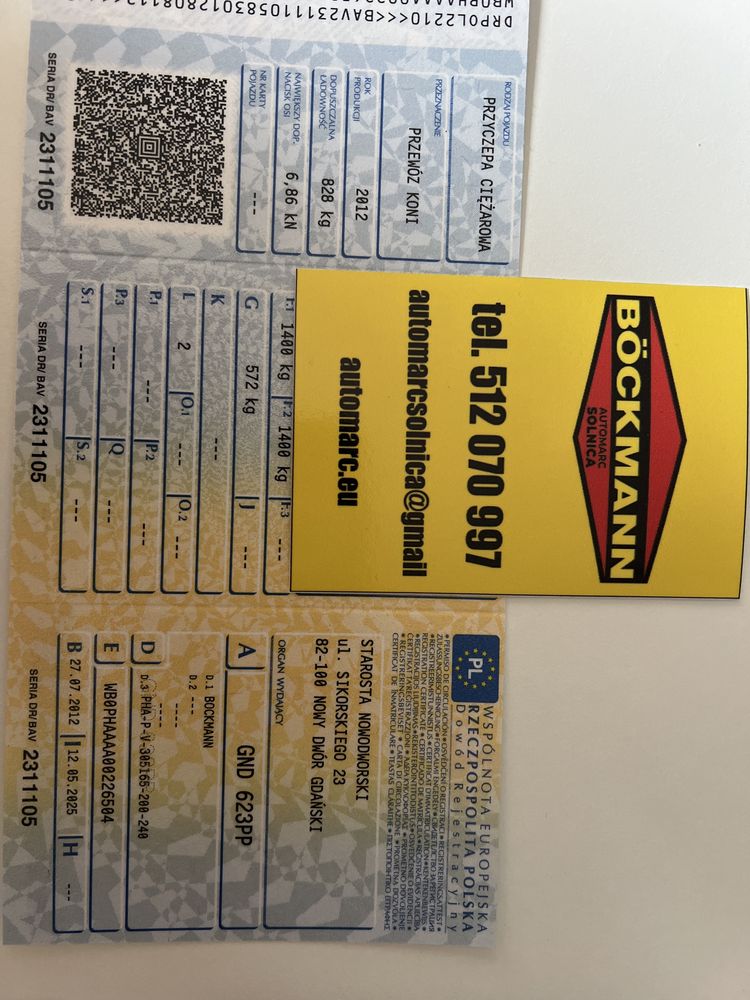 WSPÓLNOTA EUROPEJSKA
RZECZPOSPOLITA POLSKA
Dowód Rejestracyjny
PL
ORGAN WYDAJĄCY
STAROSTA NOWODWORSKI
ul. SIKORSKIEGO 23
82-100 NOWY DWÓR GDAŃSKI
A GND 623PP
D.1 BOCKMANN
D.2 ---
----
D D.3 PHA-P-V-305165-200-240
E WB0PHAAAA00226504
B 27.07.2012 I 12.05.2025 H ---
SERIA DR/BAV 2311105
F.1 1400 kg F.2 1400 kg F.3 ---
G 572 kg J ---
K ---
L 2 O.1 --- O.2 ---
P.1 --- P.2 ---
P.3 --- Q ---
S.1 --- S.2 ---
SERIA DR/BAV 2311105
RODZAJ POJAZDU
PRZYCZEPA CIĘŻAROWA
PRZEZNACZENIE
PRZEWÓZ KONI
ROK PRODUKCJI 2012
DOPUSZCZALNA ŁADOWNOŚĆ 828 kg
NAJWIĘKSZY DOP. NACISK OSI 6,86 kN
NR KARTY POJAZDU ---
SERIA DR/BAV 2311105
DRPOL2210<<BAV2311105830128081
BÖCKMANN
AUTOMARC
SOLNICA
tel. 512 070 997
automarcsolnica@gmail
automarc.eu